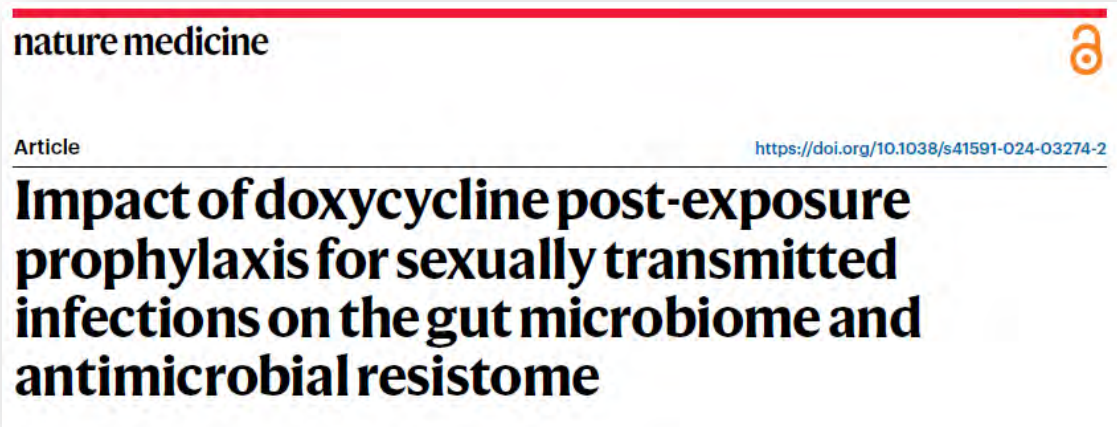 nature medicine
Article
https://doi.org/10.1038/s41591-024-03274-2
Impact of doxycycline post-exposure
prophylaxis for sexually transmitted
infections on the gut microbiome and
antimicrobial resistome